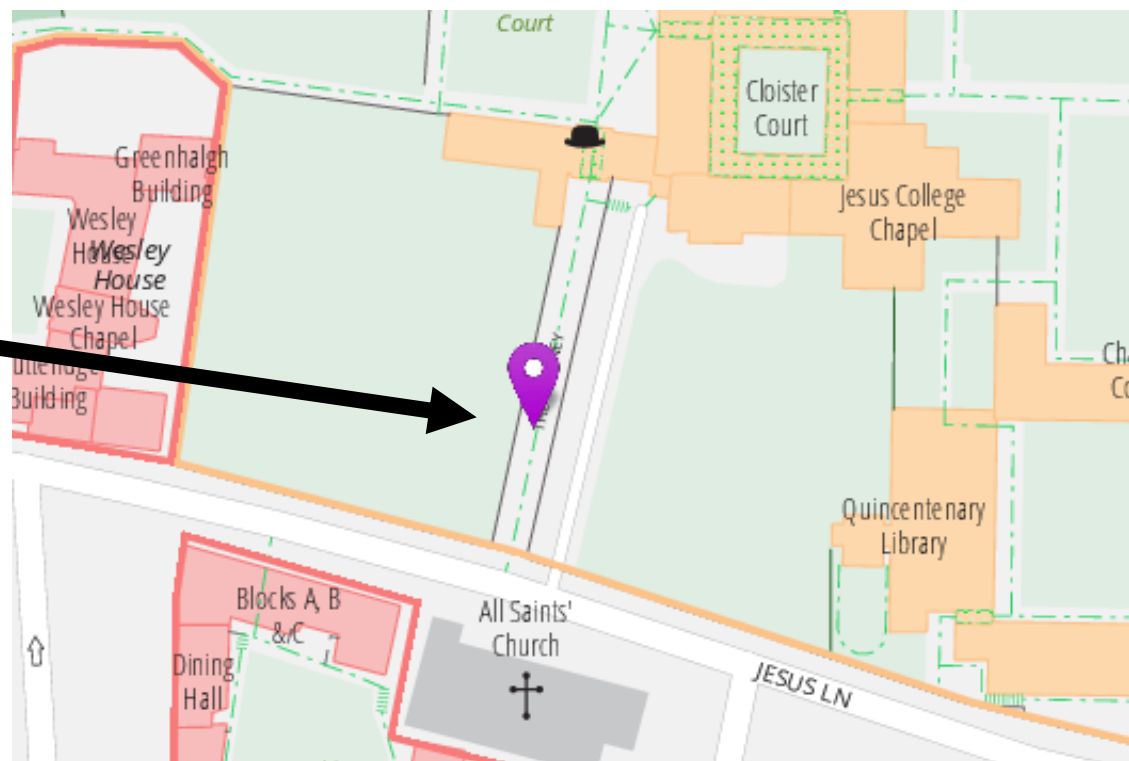 Court
Cloister
Court
Greenhalgh
Building
Jesus College
Chapel
Wesley
House
Wesley
House
Wesley House
Chapel
Building
Quincentenary
Library
Blocks A, B
& C
All Saints'
Church
Dining
Hall
JESUS LN